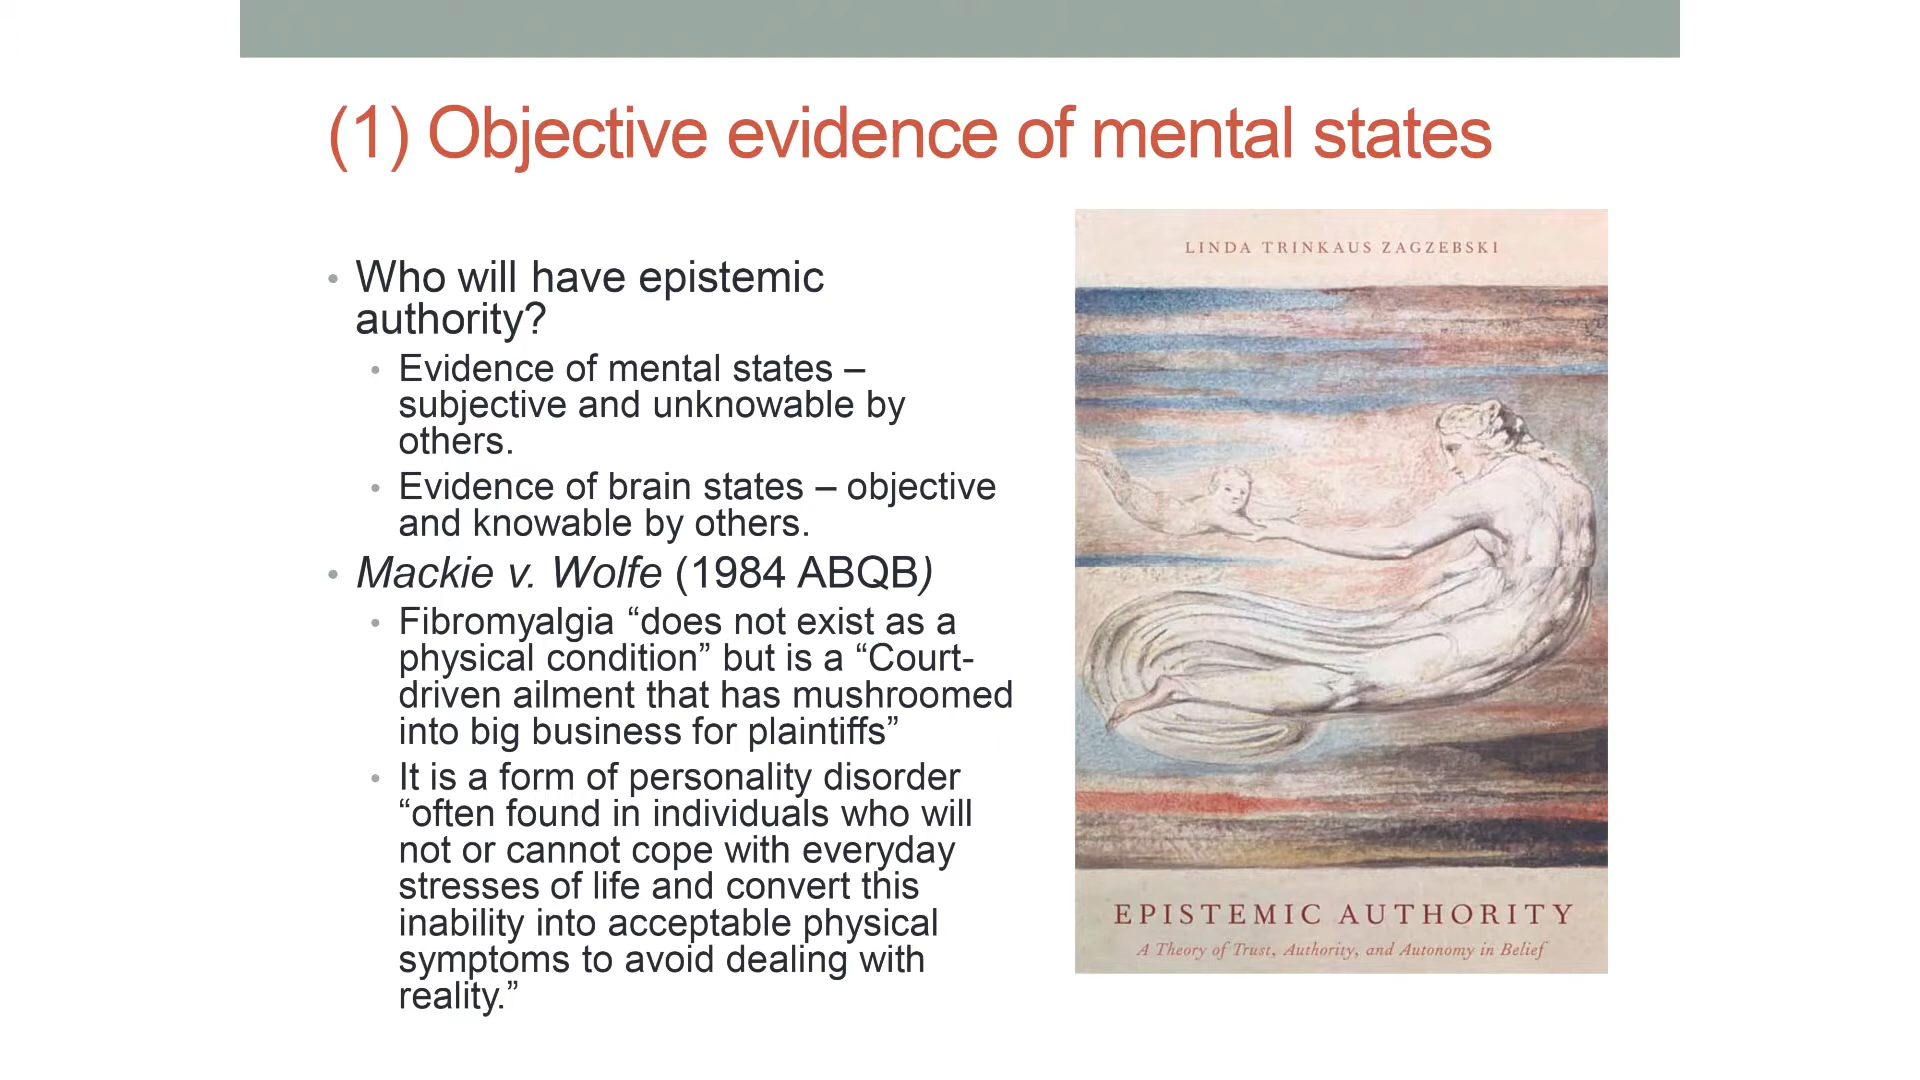 (1) Objective evidence of mental states
• Who will have epistemic
authority?
• Evidence of mental states –
subjective and unknowable by
others.
• Evidence of brain states – objective
and knowable by others.
• Mackie v. Wolfe (1984 ABQB)
• Fibromyalgia “does not exist as a
physical condition” but is a “Court-
driven ailment that has mushroomed
into big business for plaintiffs”
• It is a form of personality disorder
“often found in individuals who will
not or cannot cope with everyday
stresses of life and convert this
inability into acceptable physical
symptoms to avoid dealing with
reality.”
LINDA TRINKAUS ZAGZEBSKI
EPISTEMIC AUTHORITY
A Theory of Trust, Authority, and Autonomy in Belief